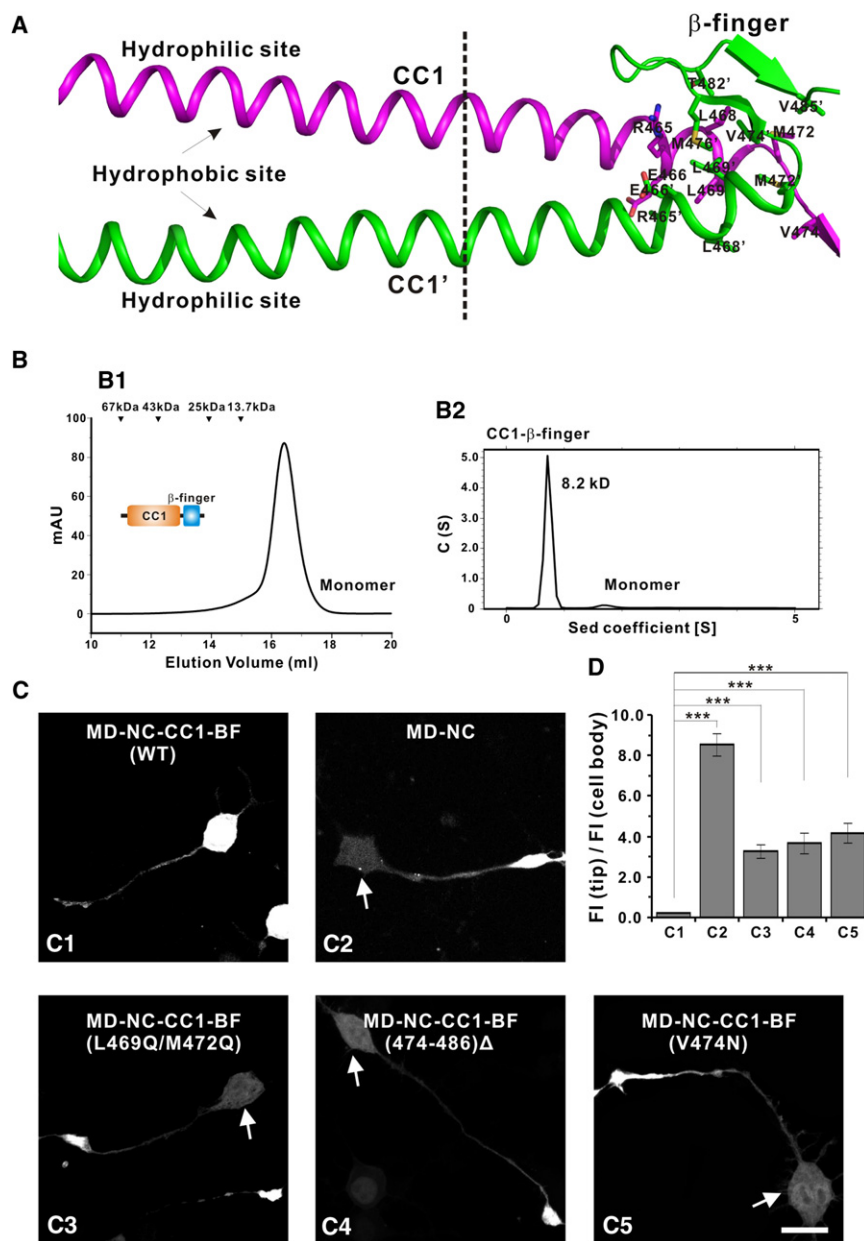 A
β-finger
Hydrophilic site
CC1
T482'
V485'
R465
L468
M476
V474'
M472
Hydrophobic site
E466
L469'
E466'
L469
M472'
R465'
L468'
V474
CC1'
Hydrophilic site
B
B1
67kDa 43kDa 25kDa 13.7kDa
100
80
60
40
20
0
mAU
β-finger
CC1
Monomer
10 12 14 16 18 20
Elution Volume (ml)
B2
CC1-β-finger
5.0
4.0
3.0
2.0
1.0
0
C (S)
8.2 kD
Monomer
0 5
Sed coefficient [S]
C
MD-NC-CC1-BF
(WT)
C1
MD-NC
C2
D
***
***
***
***
10.0
8.0
6.0
4.0
2.0
0.0
FI (tip) / FI (cell body)
C1 C2 C3 C4 C5
MD-NC-CC1-BF
(L469Q/M472Q)
C3
MD-NC-CC1-BF
(474-486)Δ
C4
MD-NC-CC1-BF
(V474N)
C5